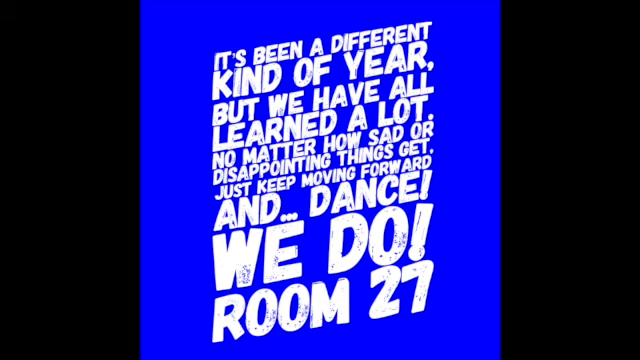 IT'S BEEN A DIFFERENT
KIND OF YEAR,
BUT WE HAVE ALL
LEARNED A LOT.
NO MATTER HOW SAD OR
DISAPPOINTING THINGS GET,
JUST KEEP MOVING FORWARD
AND... DANCE!
WE DO!
ROOM 27